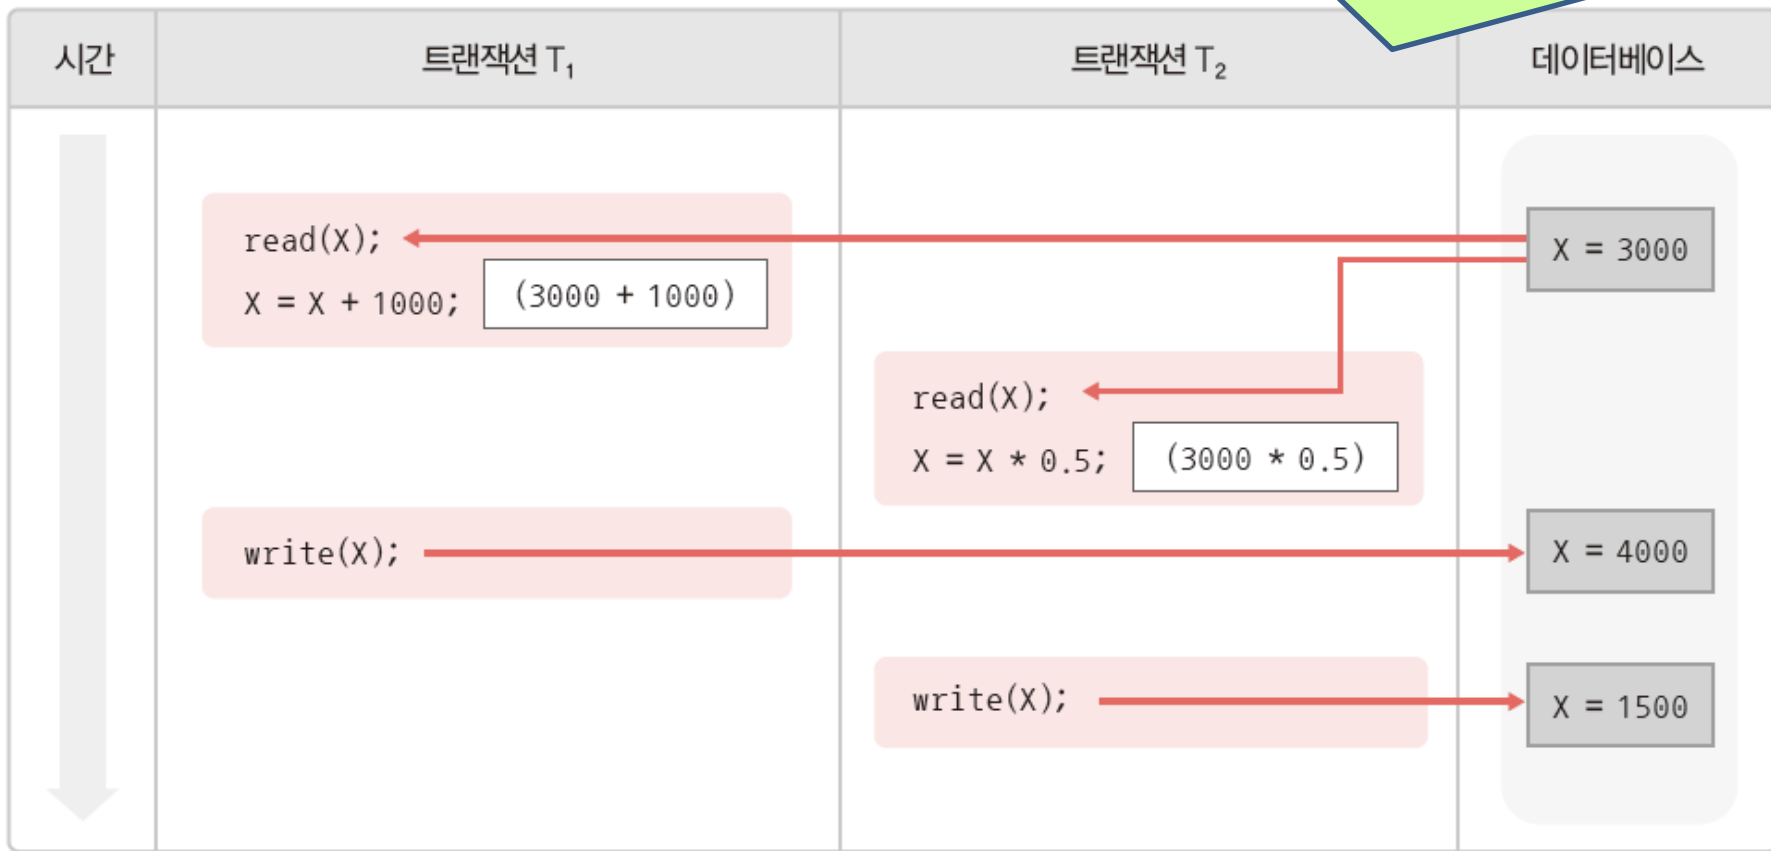 시간
트랜잭션 T₁
트랜잭션 T₂
데이터베이스
read(X);
X = X + 1000;
(3000 + 1000)
X = 3000
read(X);
X = X * 0.5;
(3000 * 0.5)
write(X);
X = 4000
write(X);
X = 1500